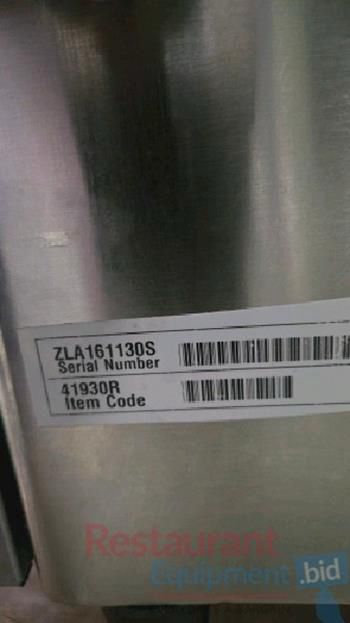 ZLA161130S
Serial Number
41930R
Item Code
Restaurant
Equipment.bid